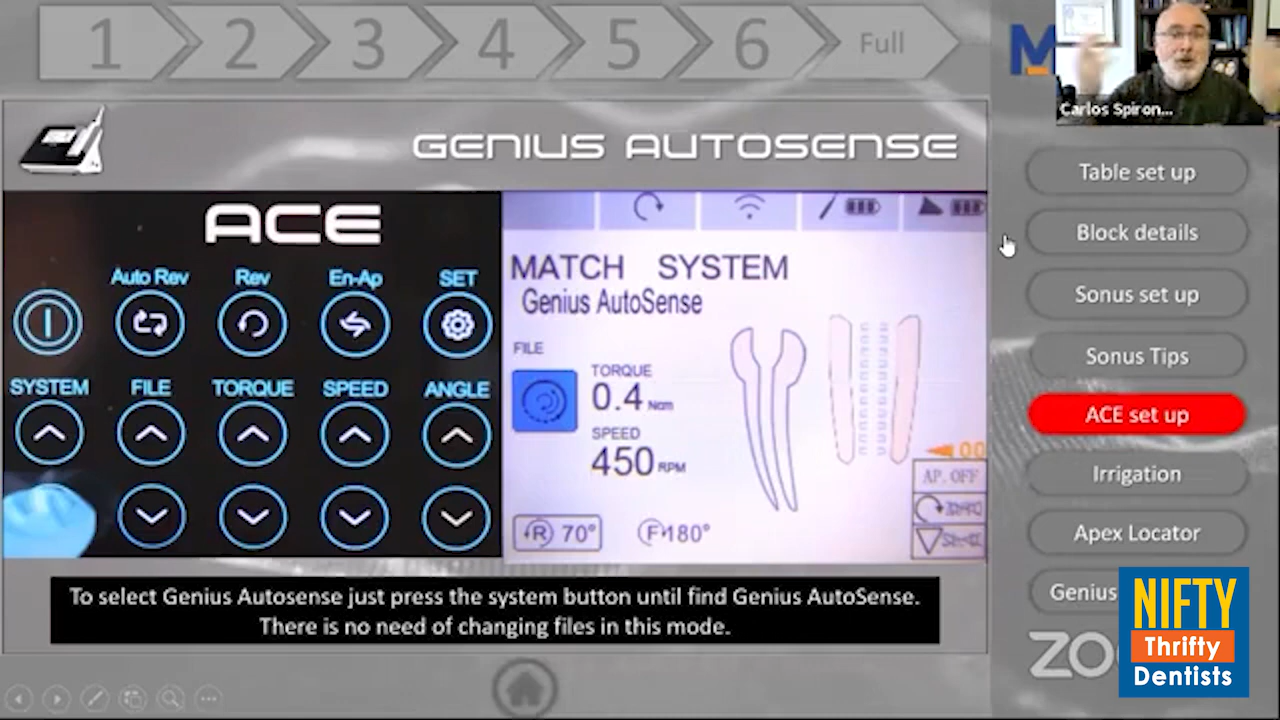 1 2 3 4 5 6 Full
M
Carlos Spiron...
GENIUS AUTOSENSE
ACE
Auto Rev Rev En-Ap SET
SYSTEM FILE TORQUE SPEED ANGLE
MATCH SYSTEM
Genius AutoSense
FILE
TORQUE
0.4 Ncm
SPEED
450 RPM
R 70° F 180°
00
AP. OFF
To select Genius Autosense just press the system button until find Genius AutoSense.
There is no need of changing files in this mode.
Table set up
Block details
Sonus set up
Sonus Tips
ACE set up
Irrigation
Apex Locator
Genius
ZO
NIFTY
Thrifty
Dentists